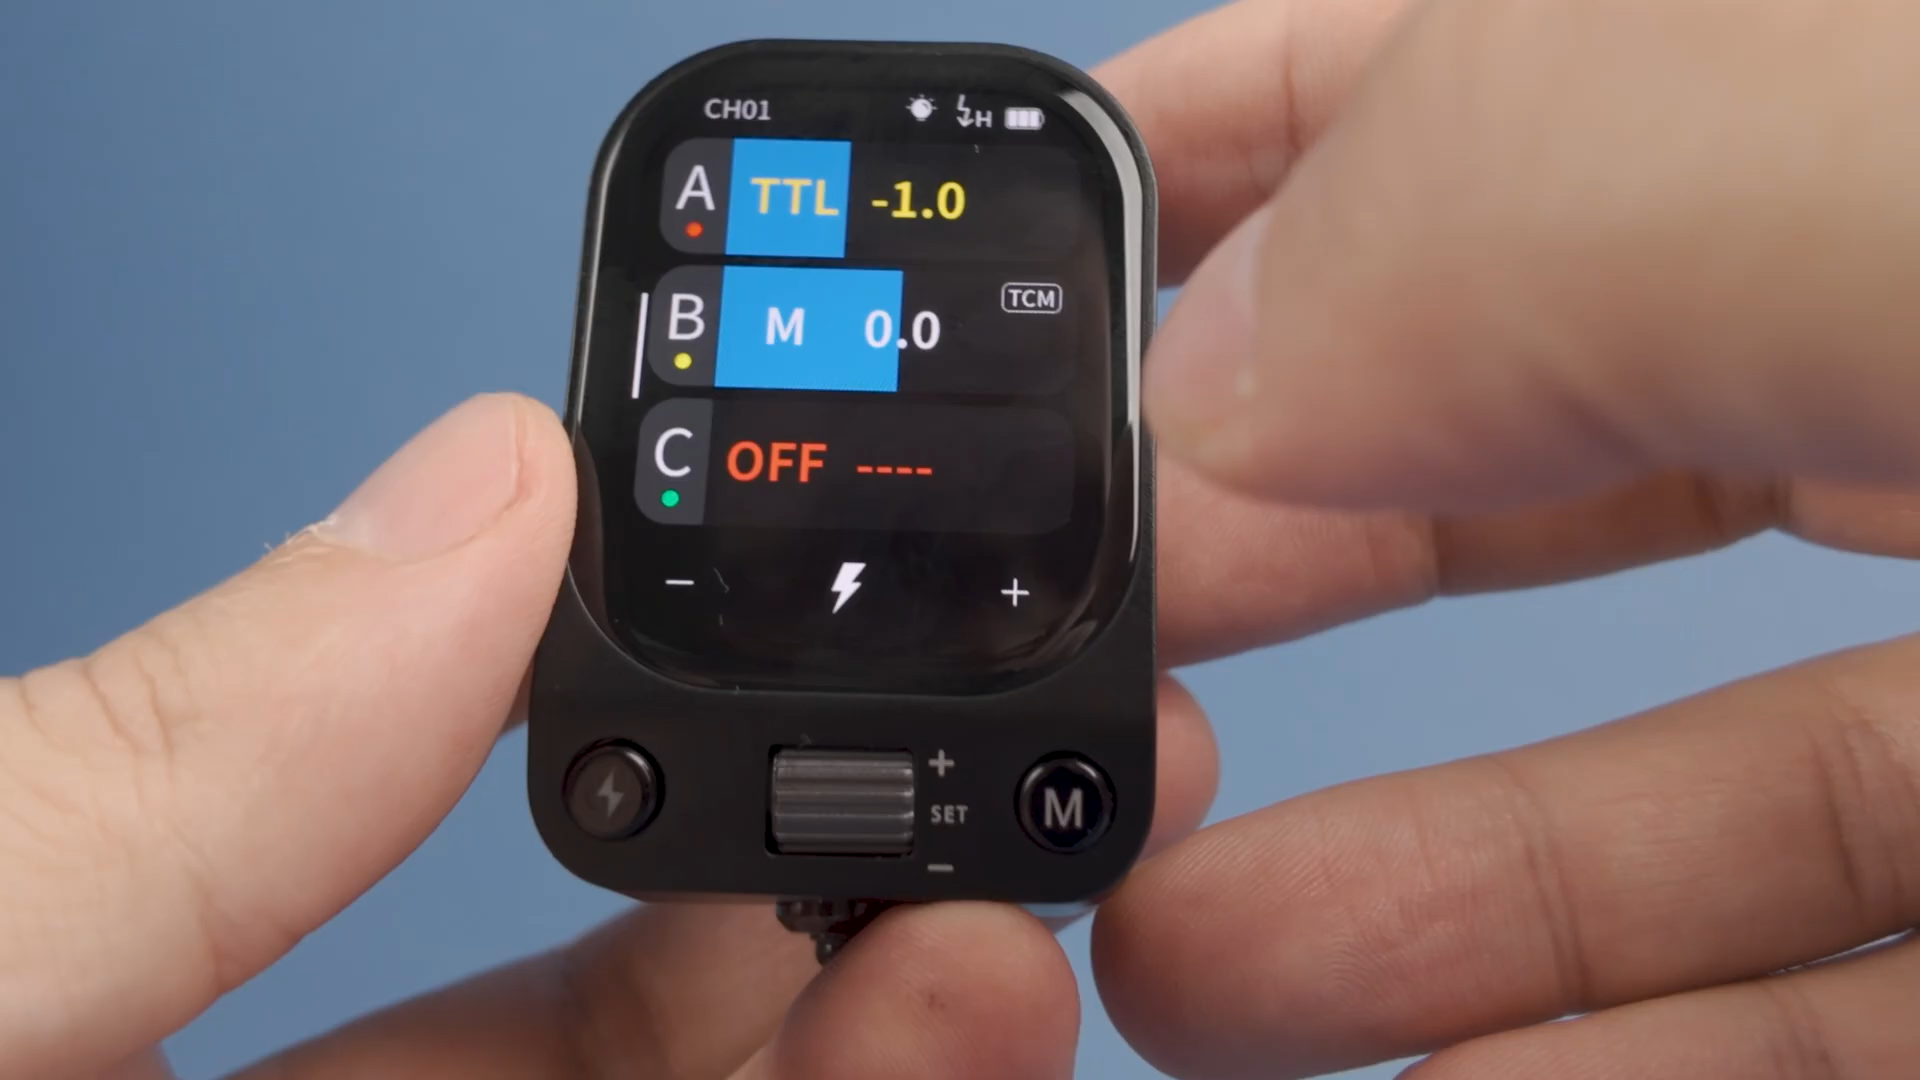 CH01 H
A TTL -1.0
B M 0.0 TCM
C OFF ----
− +
+
SET
M
−